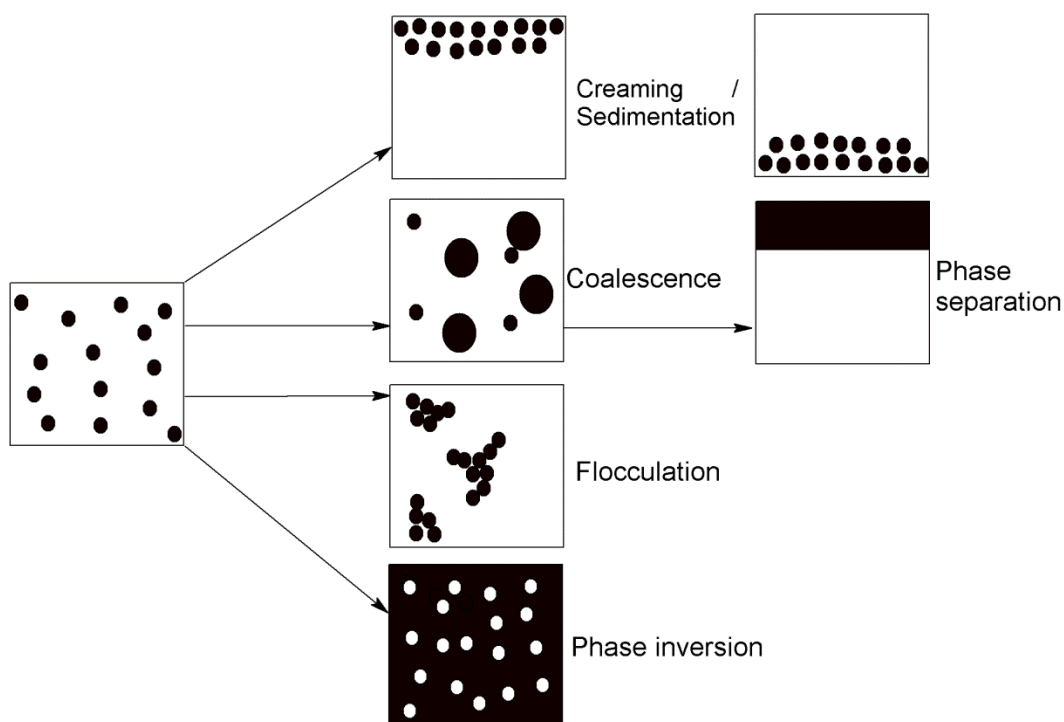 Creaming /
Sedimentation
Coalescence
Phase
separation
Flocculation
Phase inversion